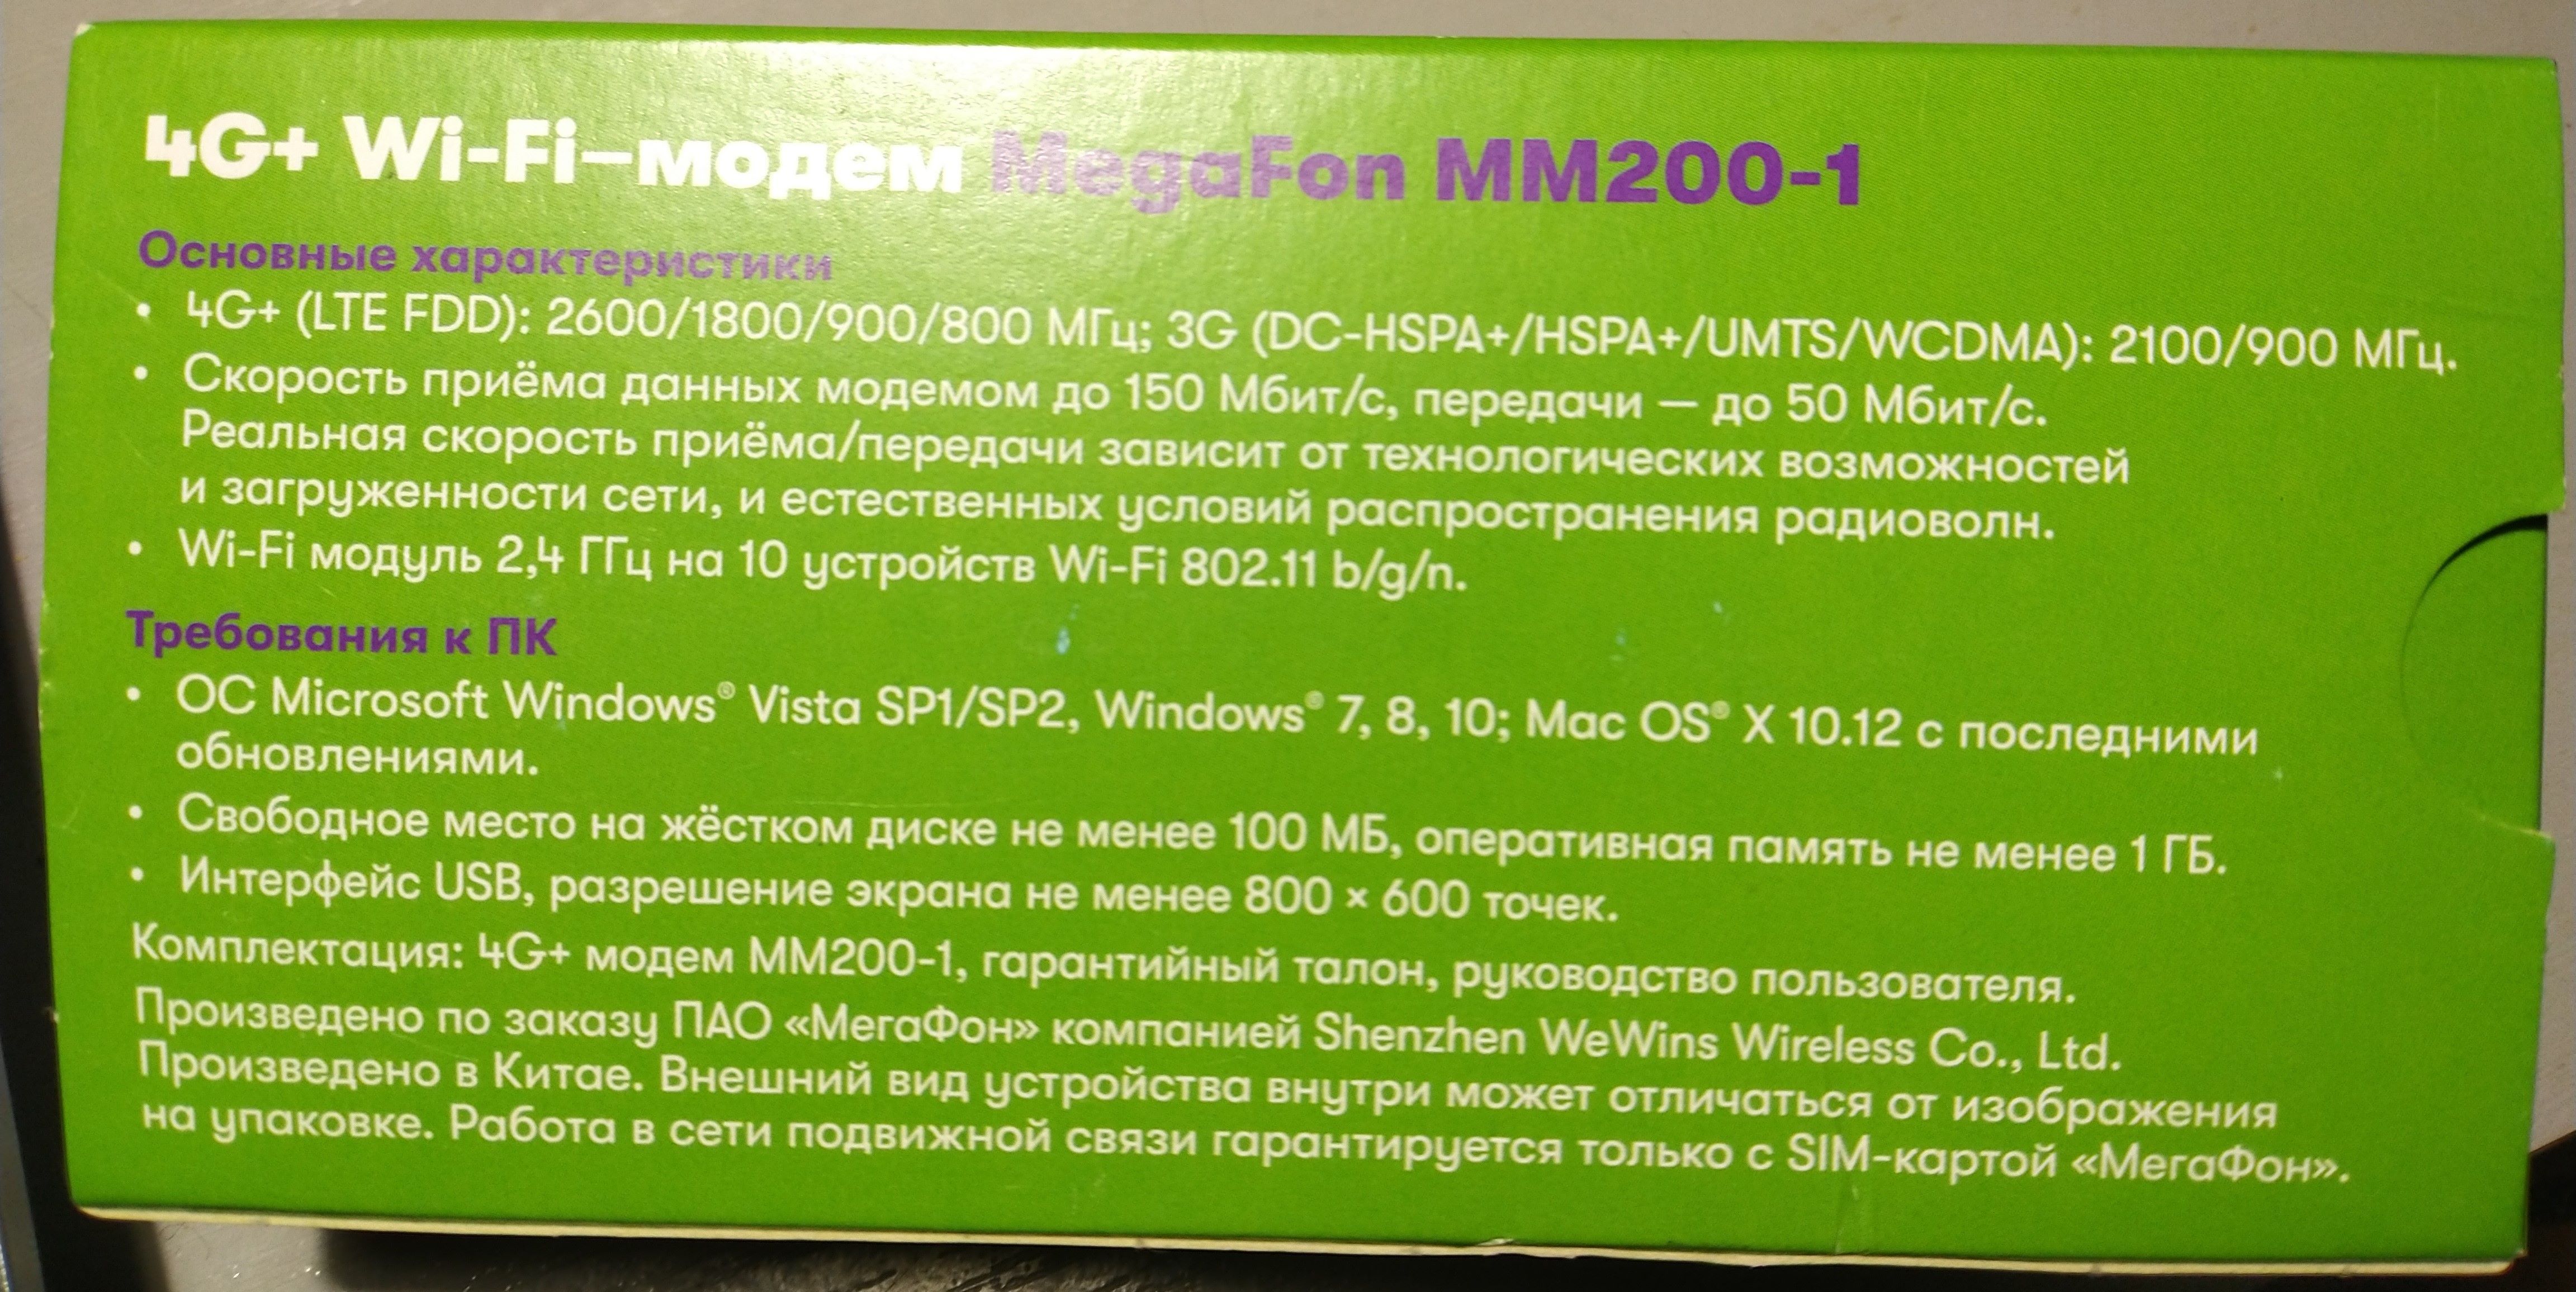 4G+ Wi-Fi–модем MegaFon MM200-1
Основные характеристики
• 4G+ (LTE FDD): 2600/1800/900/800 МГц; 3G (DC-HSPA+/HSPA+/UMTS/WCDMA): 2100/900 МГц.
• Скорость приёма данных модемом до 150 Мбит/с, передачи — до 50 Мбит/с.
Реальная скорость приёма/передачи зависит от технологических возможностей
и загруженности сети, и естественных условий распространения радиоволн.
• Wi-Fi модуль 2,4 ГГц на 10 устройств Wi-Fi 802.11 b/g/n.
Требования к ПК
• ОС Microsoft Windows® Vista SP1/SP2, Windows® 7, 8, 10; Mac OS® X 10.12 с последними
обновлениями.
• Свободное место на жёстком диске не менее 100 МБ, оперативная память не менее 1 ГБ.
• Интерфейс USB, разрешение экрана не менее 800 × 600 точек.
Комплектация: 4G+ модем MM200-1, гарантийный талон, руководство пользователя.
Произведено по заказу ПАО «МегаФон» компанией Shenzhen WeWins Wireless Co., Ltd.
Произведено в Китае. Внешний вид устройства внутри может отличаться от изображения
на упаковке. Работа в сети подвижной связи гарантируется только с SIM-картой «МегаФон».